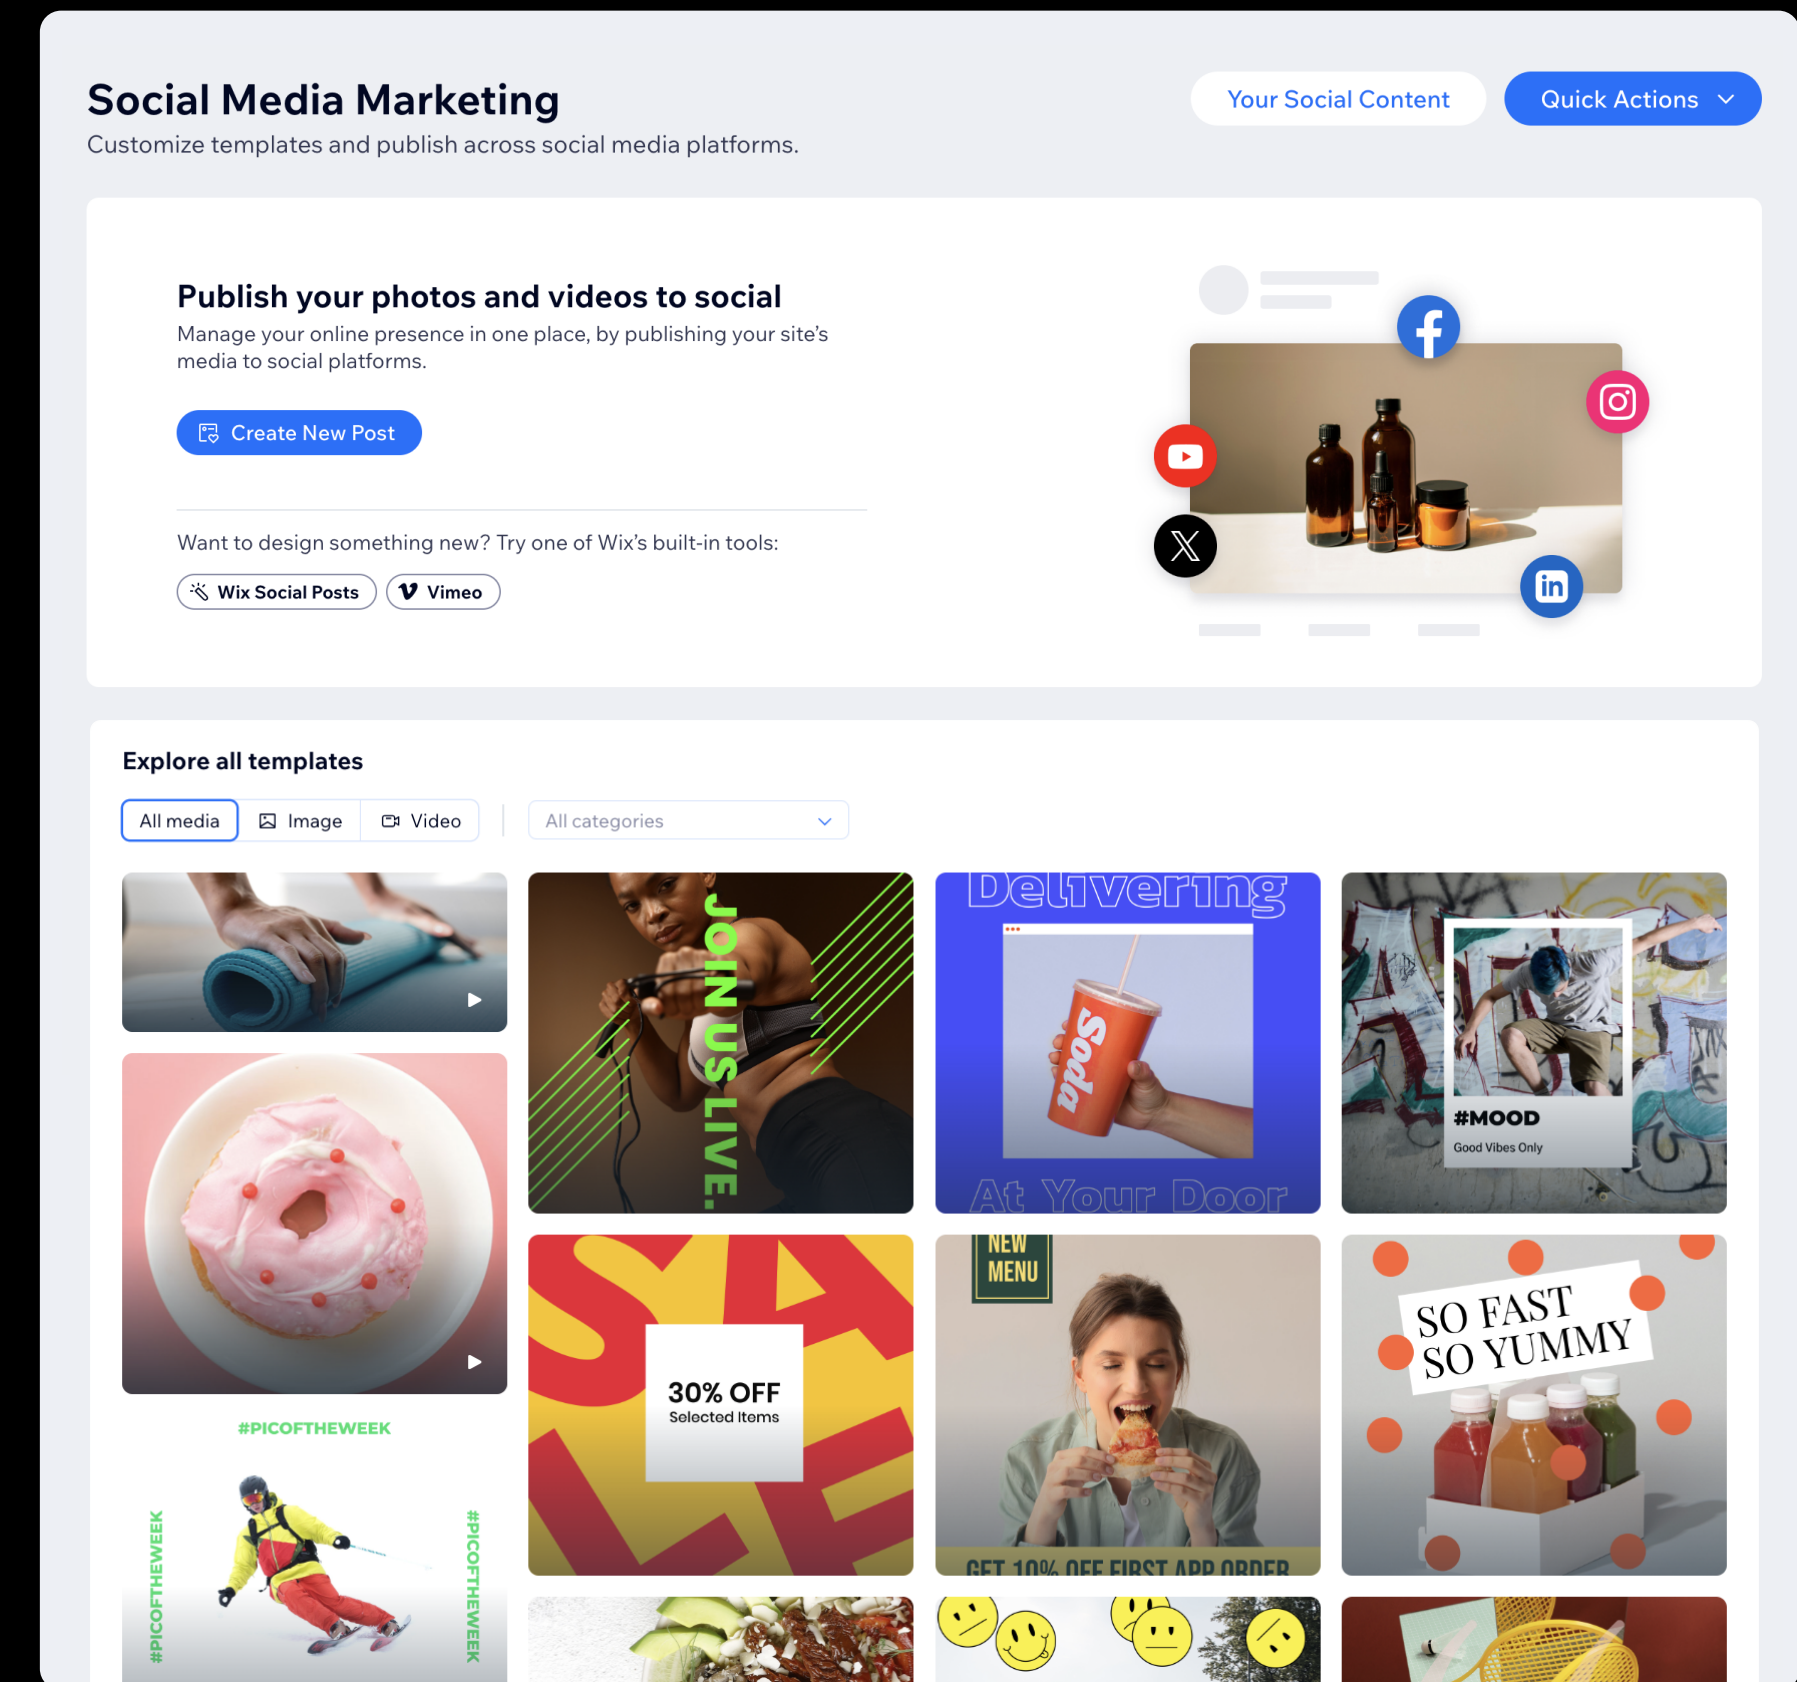 Social Media Marketing
Customize templates and publish across social media platforms.
Your Social Content
Quick Actions
Publish your photos and videos to social
Manage your online presence in one place, by publishing your site's
media to social platforms.
Create New Post
Want to design something new? Try one of Wix's built-in tools:
Wix Social Posts
Vimeo
f
X
in
Explore all templates
All media
Image
Video
All categories
JOIN US LIVE.
Delivering
Soda
At Your Door
#MOOD
Good Vibes Only
SALE
30% OFF
Selected Items
NEW
MENU
GET 10% OFF FIRST APP ORDER
SO FAST
SO YUMMY
#PICOFTHEWEEK
#PICOFTHEWEEK
#PICOFTHEWEEK